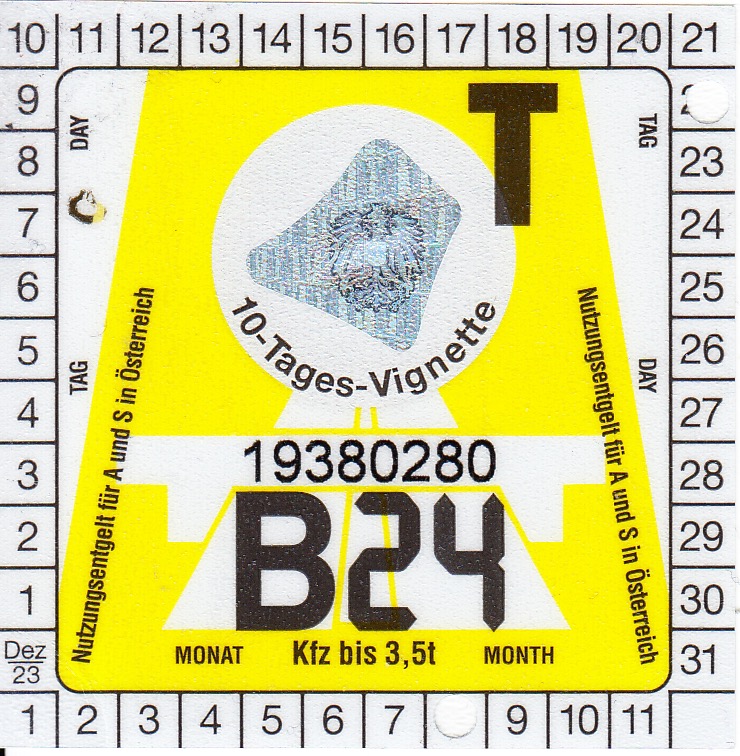 10 11 12 13 14 15 16 17 18 19 20 21
9
8
7
6
5
4
3
2
1
Dez
23
DAY
TAG
Nutzungsentgelt für A und S in Österreich
T
10-Tages-Vignette
19380280
B24
MONAT Kfz bis 3,5t MONTH
TAG
DAY
Nutzungsentgelt für A und S in Österreich
23
24
25
26
27
28
29
30
31
1 2 3 4 5 6 7 9 10 11